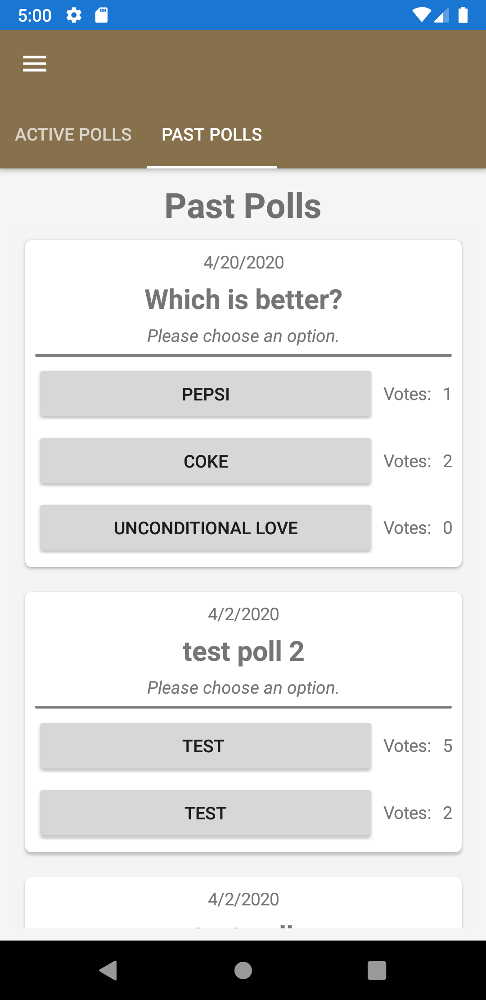 5:00
ACTIVE POLLS PAST POLLS
Past Polls
4/20/2020
Which is better?
Please choose an option.
PEPSI Votes: 1
COKE Votes: 2
UNCONDITIONAL LOVE Votes: 0
4/2/2020
test poll 2
Please choose an option.
TEST Votes: 5
TEST Votes: 2
4/2/2020